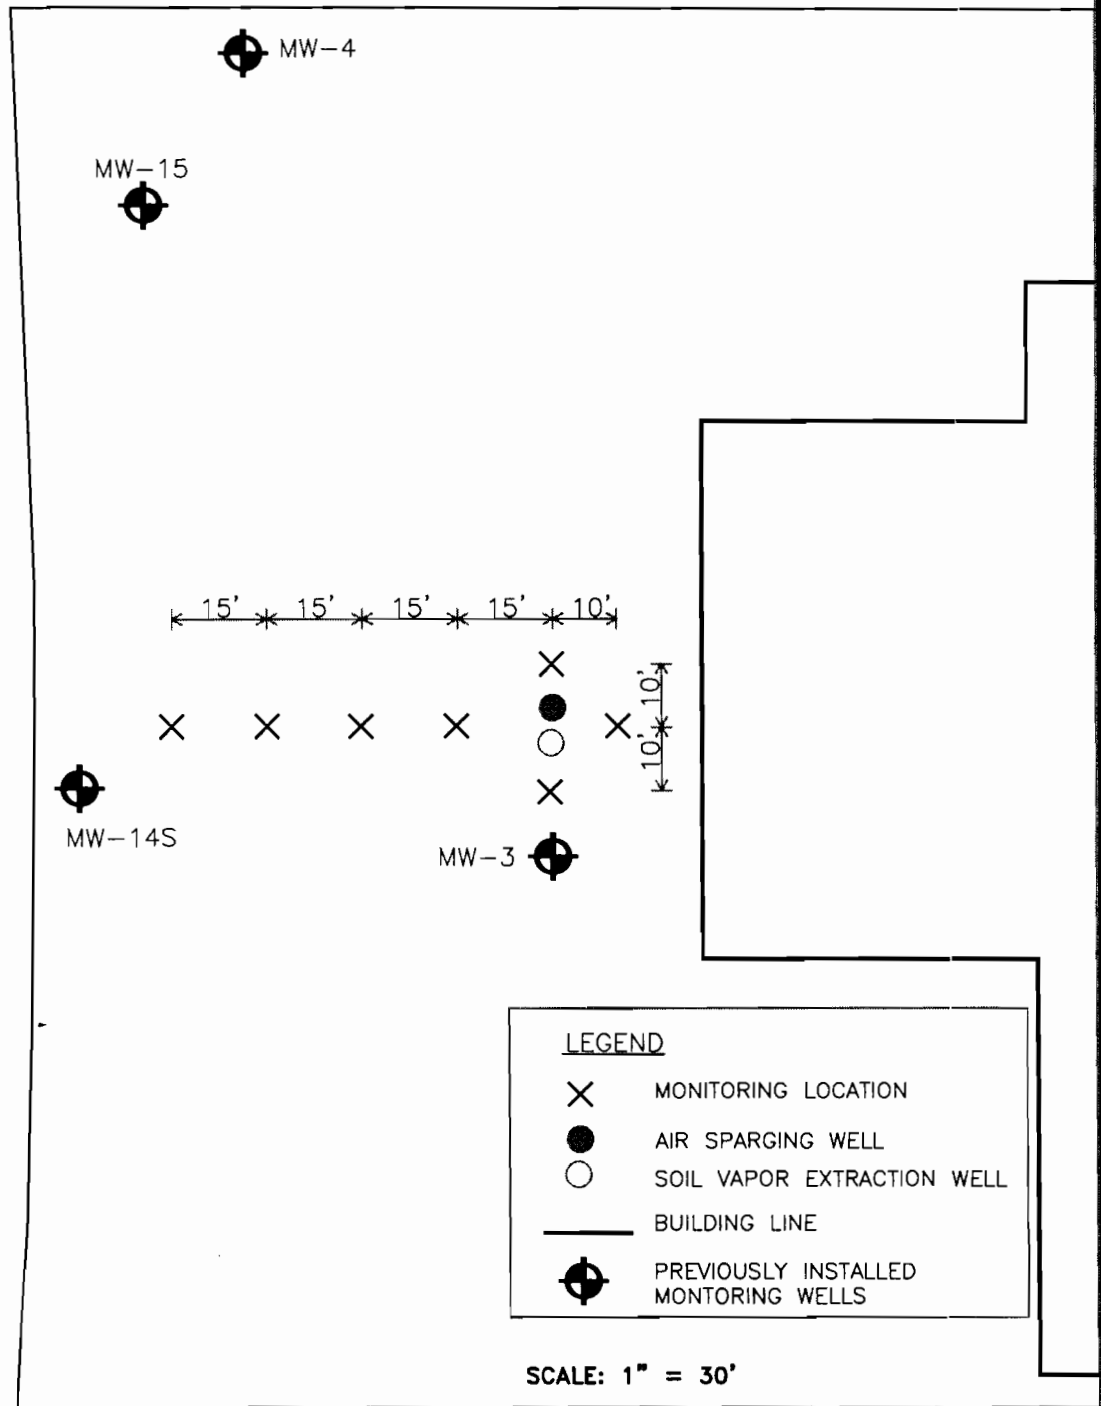 MW-4
MW-15
15' 15' 15' 15' 10'
10'
10'
MW-14S
MW-3
LEGEND
MONITORING LOCATION
AIR SPARGING WELL
SOIL VAPOR EXTRACTION WELL
BUILDING LINE
PREVIOUSLY INSTALLED
MONTORING WELLS
SCALE: 1" = 30'